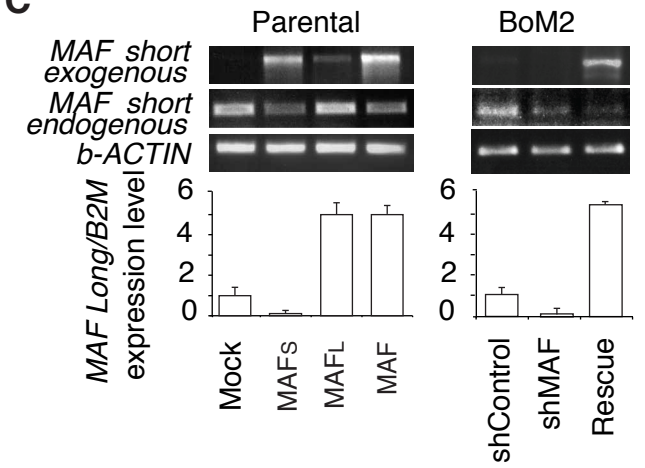 C
Parental BoM2
MAF short
exogenous
MAF short
endogenous
b-ACTIN
MAF Long/B2M
expression level
6 6
4 4
2 2
0 0
Mock MAFS MAFL MAF shControl shMAF Rescue